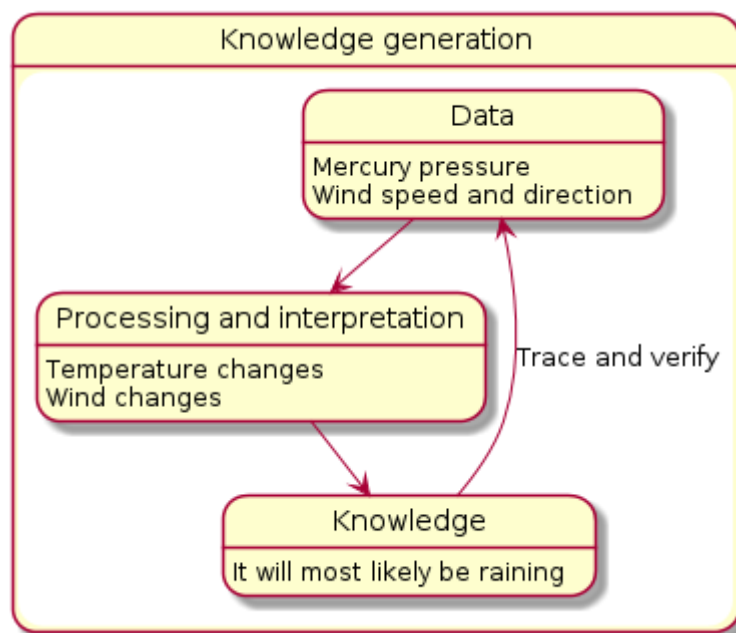 Knowledge generation
Data
Mercury pressure
Wind speed and direction
Processing and interpretation
Temperature changes
Wind changes
Trace and verify
Knowledge
It will most likely be raining